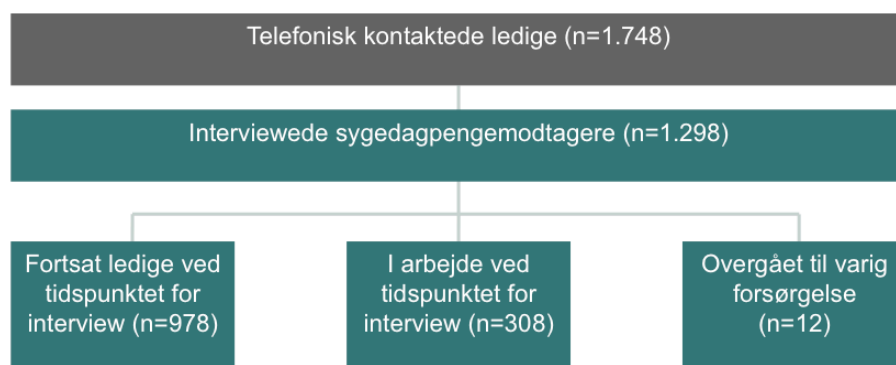 Telefonisk kontaktede ledige (n=1.748)
Interviewede sygedagpengemodtagere (n=1.298)
Fortsat ledige ved
tidspunktet for
interview (n=978)
I arbejde ved
tidspunktet for
interview (n=308)
Overgået til varig
forsørgelse
(n=12)